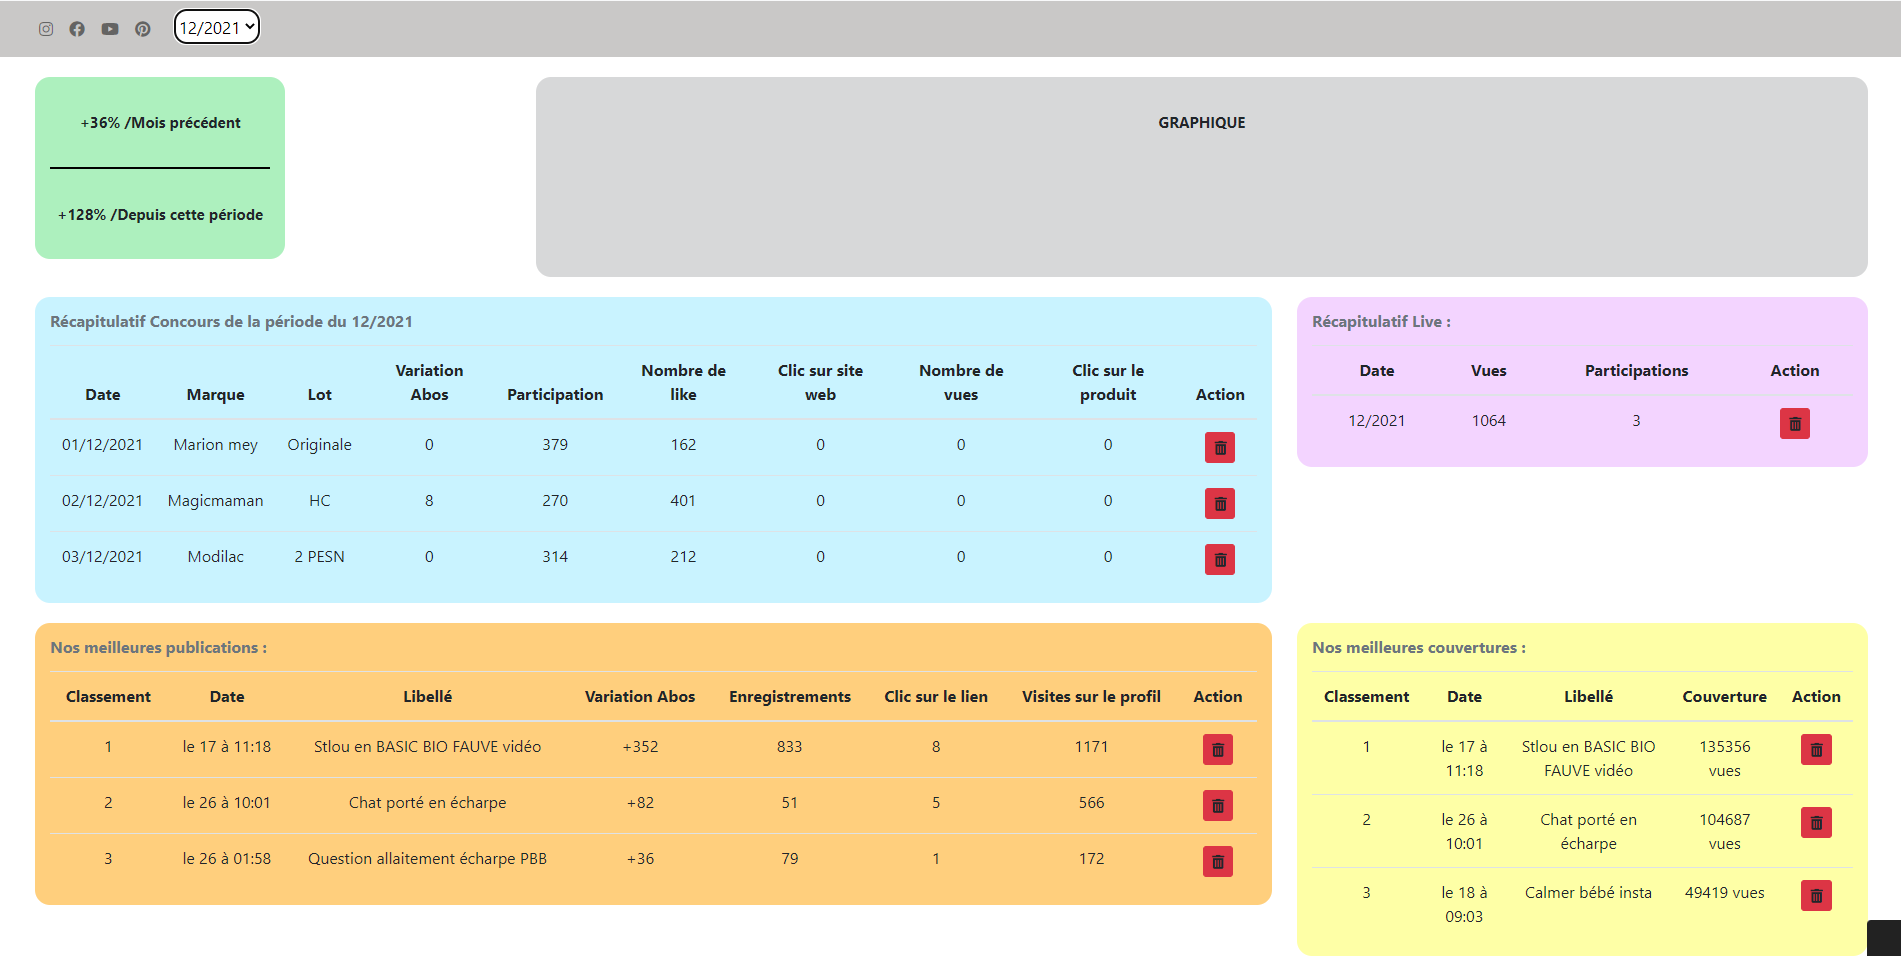 12/2021
+36% /Mois précédent
+128% /Depuis cette période
GRAPHIQUE
Récapitulatif Concours de la période du 12/2021
Date Marque Lot Variation Abos Participation Nombre de like Clic sur site web Nombre de vues Clic sur le produit Action
01/12/2021 Marion mey Originale 0 379 162 0 0 0
02/12/2021 Magicmaman HC 8 270 401 0 0 0
03/12/2021 Modilac 2 PESN 0 314 212 0 0 0
Récapitulatif Live :
Date Vues Participations Action
12/2021 1064 3
Nos meilleures publications :
Classement Date Libellé Variation Abos Enregistrements Clic sur le lien Visites sur le profil Action
1 le 17 à 11:18 Stlou en BASIC BIO FAUVE vidéo +352 833 8 1171
2 le 26 à 10:01 Chat porté en écharpe +82 51 5 566
3 le 26 à 01:58 Question allaitement écharpe PBB +36 79 1 172
Nos meilleures couvertures :
Classement Date Libellé Couverture Action
1 le 17 à 11:18 Stlou en BASIC BIO FAUVE vidéo 135356 vues
2 le 26 à 10:01 Chat porté en écharpe 104687 vues
3 le 18 à 09:03 Calmer bébé insta 49419 vues